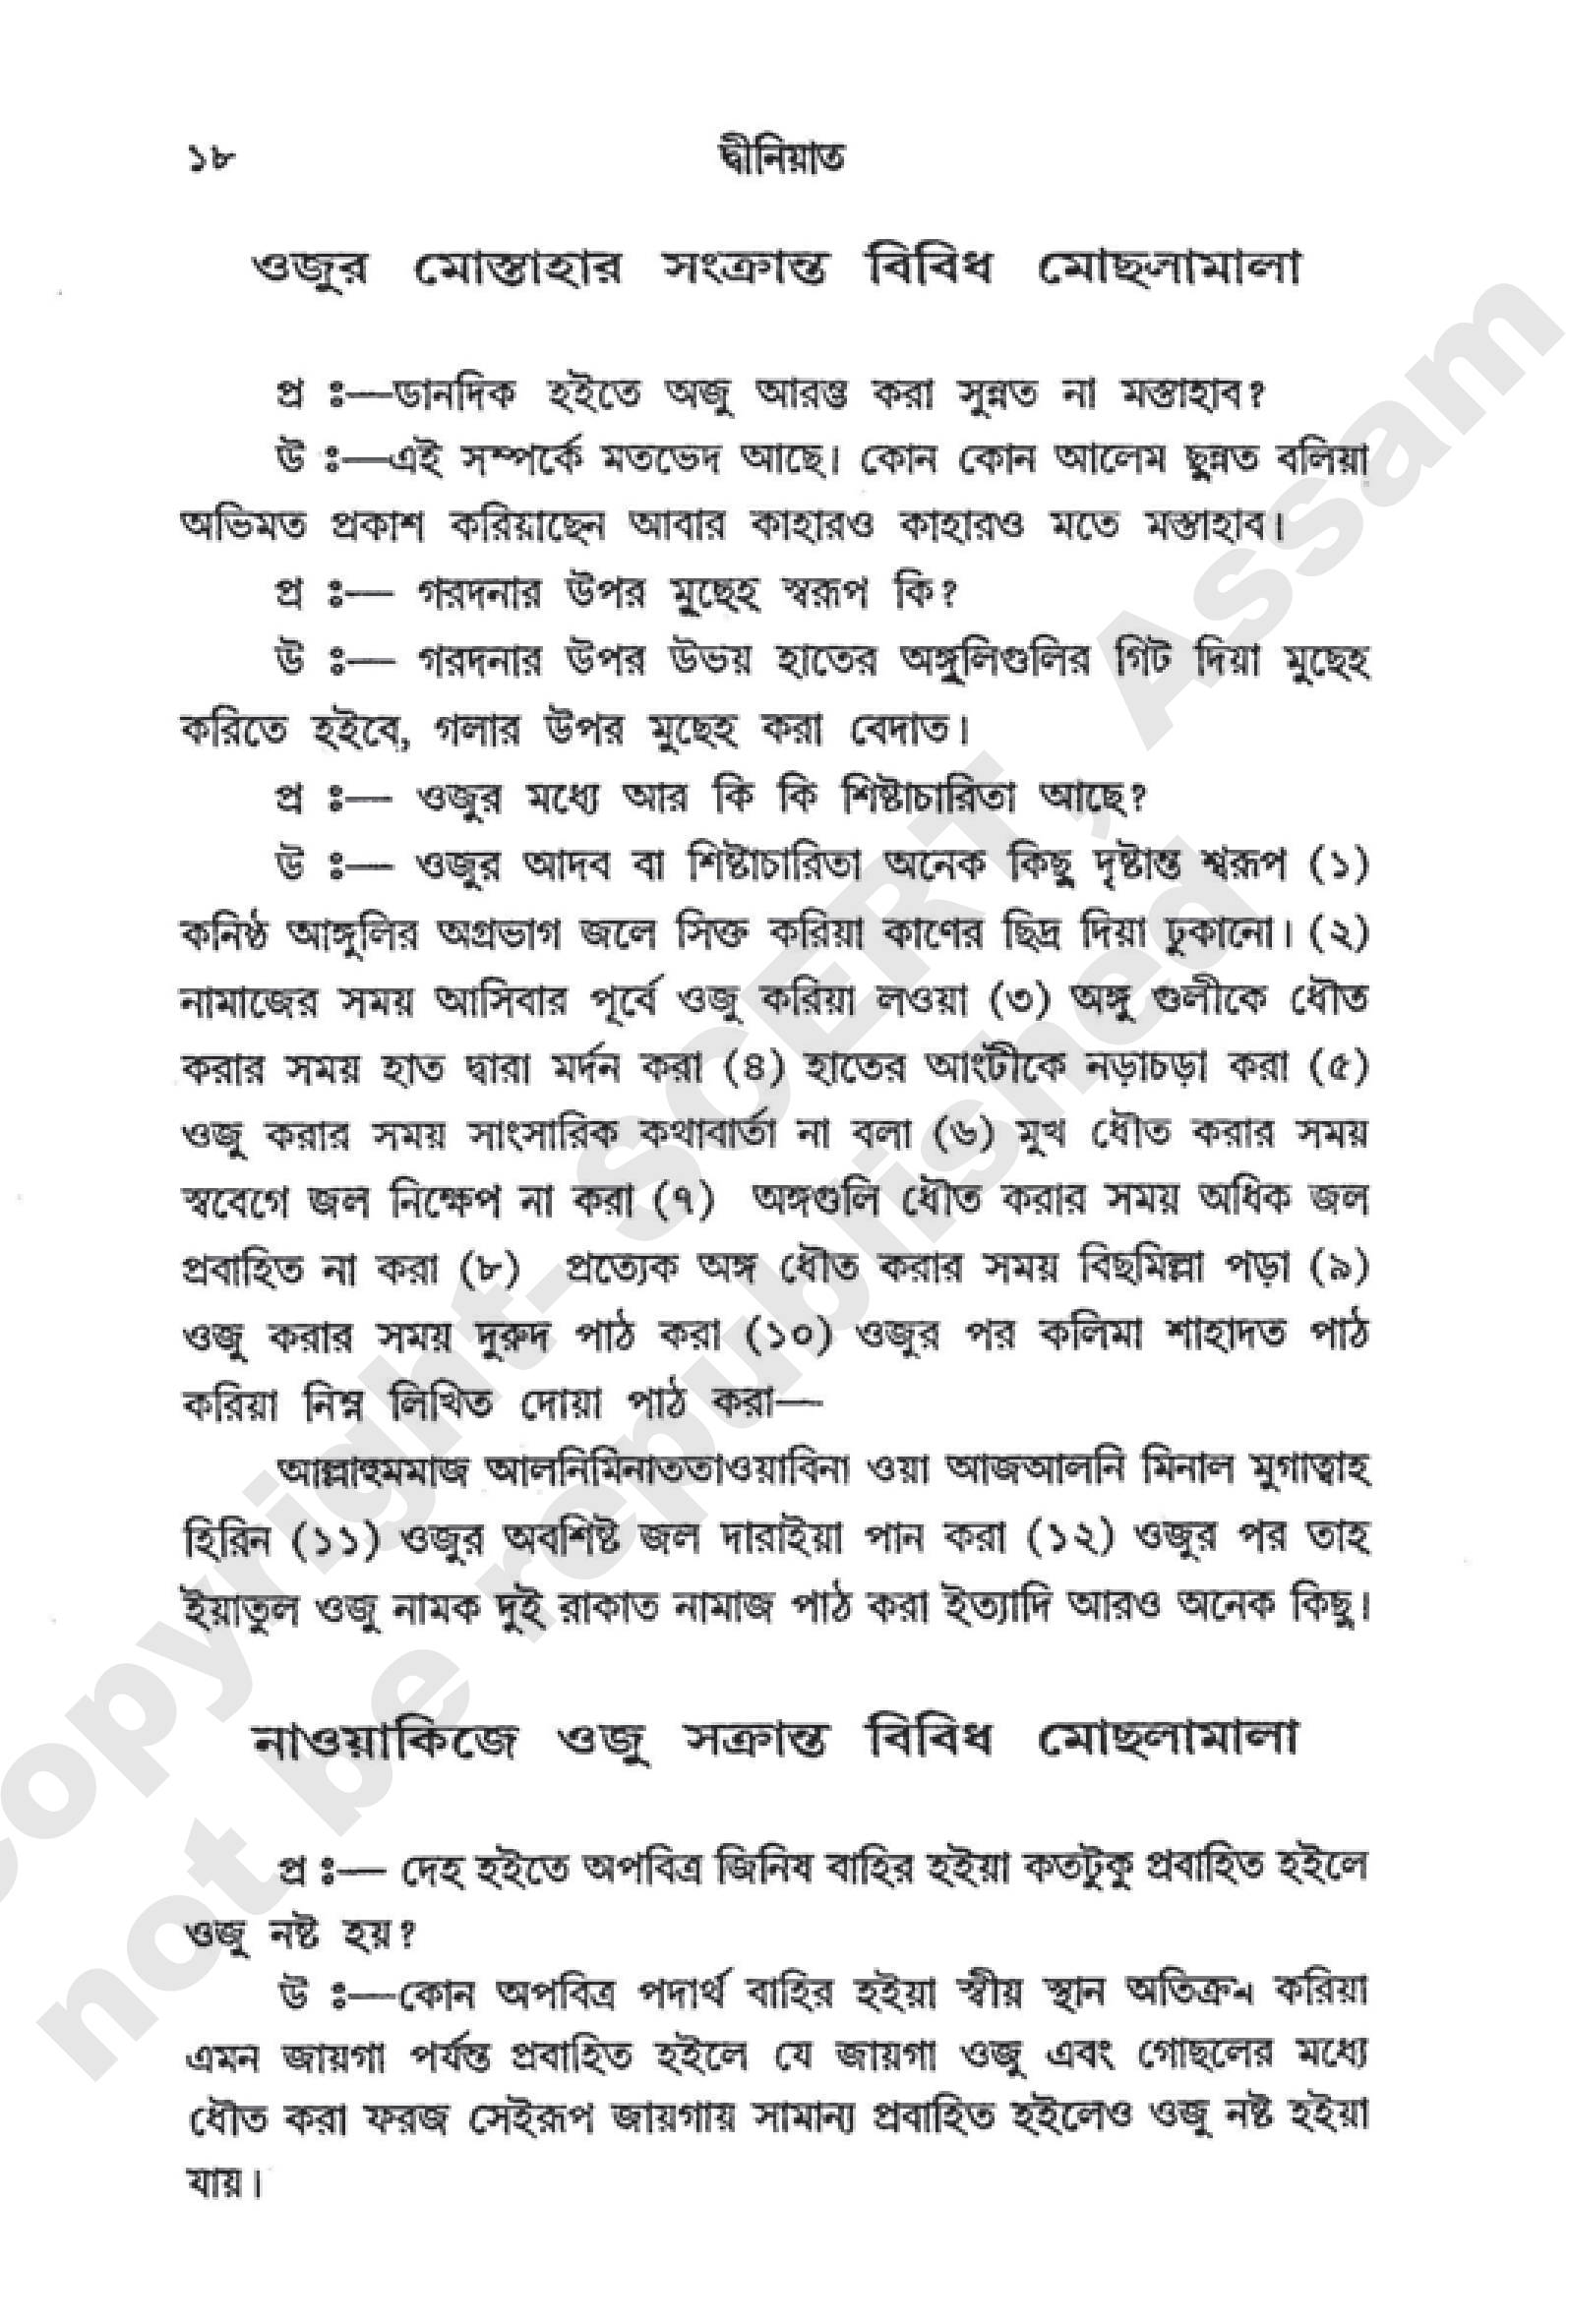 ১৮ দ্বীনিয়াত
ওজুর মোস্তাহার সংক্রান্ত বিবিধ মোছলামালা
প্র ঃ—ডানদিক হইতে অজু আরম্ভ করা সুন্নত না মস্তাহাব?
উ ঃ—এই সম্পর্কে মতভেদ আছে। কোন কোন আলেম ছুন্নত বলিয়া
অভিমত প্রকাশ করিয়াছেন আবার কাহারও কাহারও মতে মস্তাহাব।
প্র ঃ— গরদনার উপর মুছেহ স্বরূপ কি?
উ ঃ— গরদনার উপর উভয় হাতের অঙ্গুলিগুলির গিট দিয়া মুছেহ
করিতে হইবে, গলার উপর মুছেহ করা বেদাত।
প্র ঃ— ওজুর মধ্যে আর কি কি শিষ্টাচারিতা আছে?
উ ঃ— ওজুর আদব বা শিষ্টাচারিতা অনেক কিছু দৃষ্টান্ত শ্বরূপ (১)
কনিষ্ঠ আঙ্গুলির অগ্রভাগ জলে সিক্ত করিয়া কাণের ছিদ্র দিয়া ঢুকানো। (২)
নামাজের সময় আসিবার পূর্বে ওজু করিয়া লওয়া (৩) অঙ্গু গুলীকে ধৌত
করার সময় হাত দ্বারা মর্দন করা (৪) হাতের আংটীকে নড়াচড়া করা (৫)
ওজু করার সময় সাংসারিক কথাবার্তা না বলা (৬) মুখ ধৌত করার সময়
স্ববেগে জল নিক্ষেপ না করা (৭) অঙ্গগুলি ধৌত করার সময় অধিক জল
প্রবাহিত না করা (৮) প্রত্যেক অঙ্গ ধৌত করার সময় বিছমিল্লা পড়া (৯)
ওজু করার সময় দুরুদ পাঠ করা (১০) ওজুর পর কলিমা শাহাদত পাঠ
করিয়া নিম্ন লিখিত দোয়া পাঠ করা—
আল্লাহুমমাজ আলনিমিনাততাওয়াবিনা ওয়া আজআলনি মিনাল মুগাত্বাহ
হিরিন (১১) ওজুর অবশিষ্ট জল দারাইয়া পান করা (১২) ওজুর পর তাহ
ইয়াতুল ওজু নামক দুই রাকাত নামাজ পাঠ করা ইত্যাদি আরও অনেক কিছু।
নাওয়াকিজে ওজু সক্রান্ত বিবিধ মোছলামালা
প্র ঃ— দেহ হইতে অপবিত্র জিনিষ বাহির হইয়া কতটুকু প্রবাহিত হইলে
ওজু নষ্ট হয়?
উ ঃ—কোন অপবিত্র পদার্থ বাহির হইয়া স্বীয় স্থান অতিক্রম করিয়া
এমন জায়গা পর্যন্ত প্রবাহিত হইলে যে জায়গা ওজু এবং গোছলের মধ্যে
ধৌত করা ফরজ সেইরূপ জায়গায় সামান্য প্রবাহিত হইলেও ওজু নষ্ট হইয়া
যায়।
Copyright- SCERT, Assam
not be republished